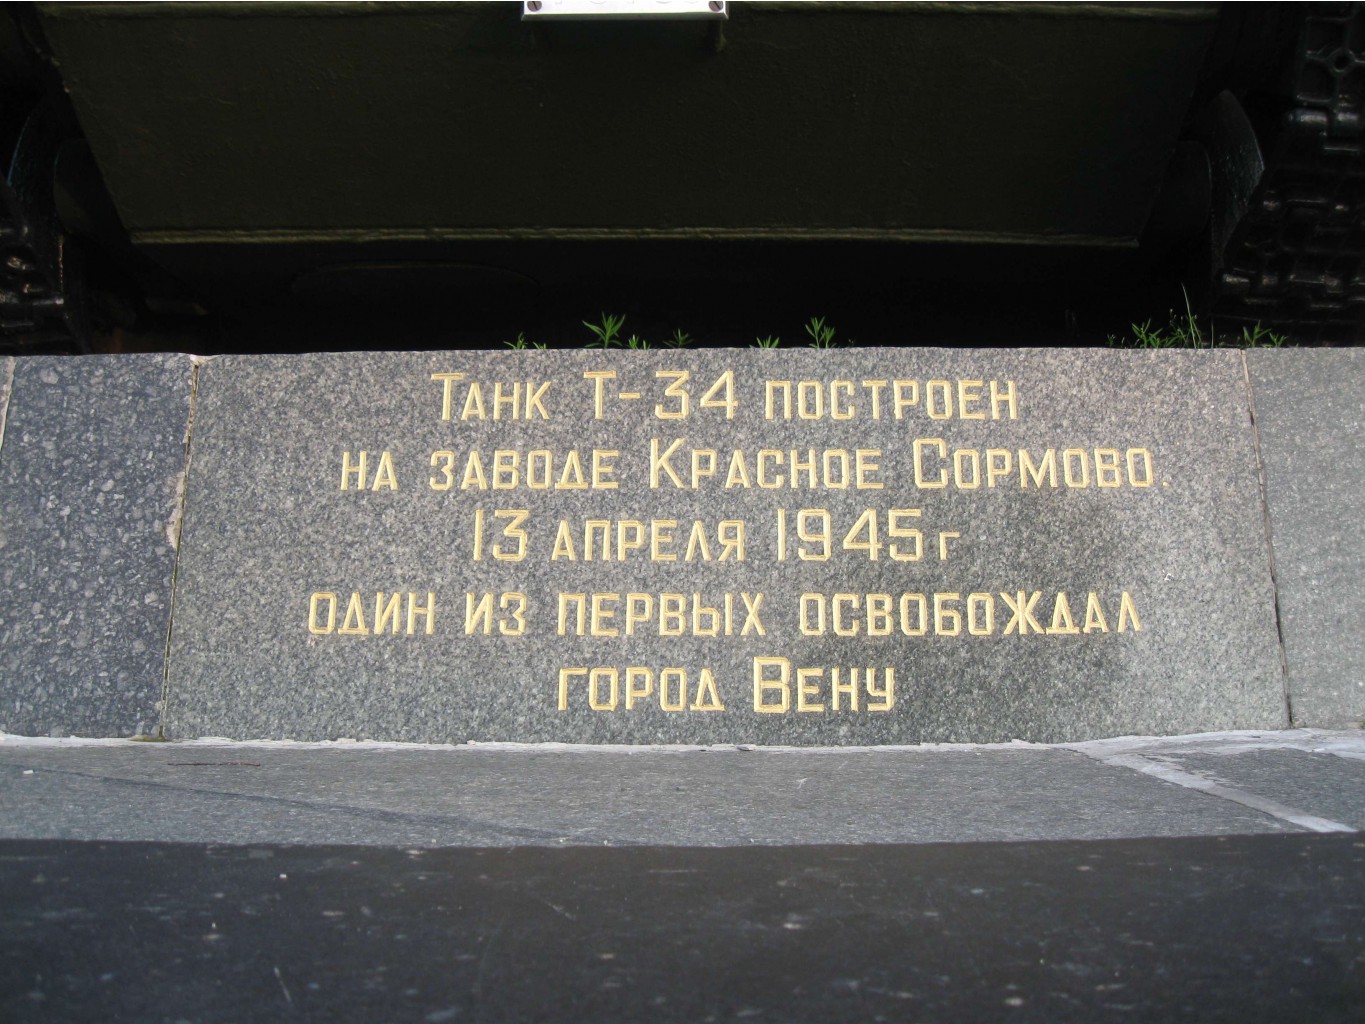 Танк Т-34 построен
на заводе Красное Сормово.
13 апреля 1945 г
один из первых освобождал
город Вену